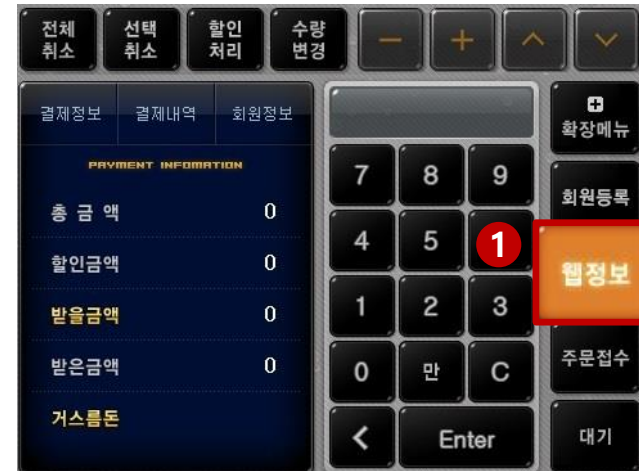 전체
취소
선택
취소
할인
처리
수량
변경
− +
결제정보 결제내역 회원정보
PAYMENT INFOMATION
총 금 액 0
할인금액 0
받을금액 0
받은금액 0
거스름돈
7 8 9
4 5 1
1 2 3
0 만 C
Enter
확장메뉴
회원등록
웹정보
주문접수
대기